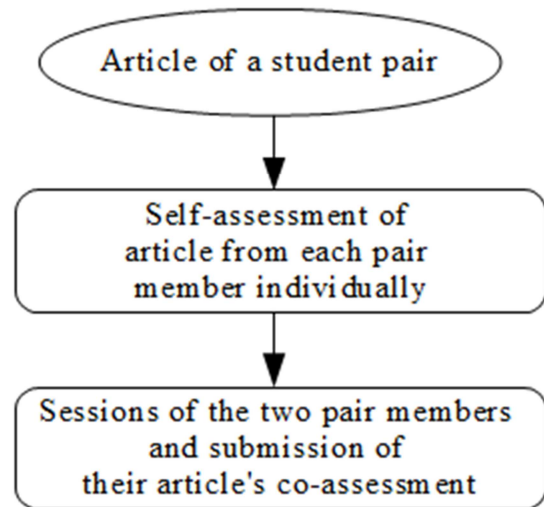 Article of a student pair
Self-assessment of
article from each pair
member individually
Sessions of the two pair members
and submission of
their article's co-assessment